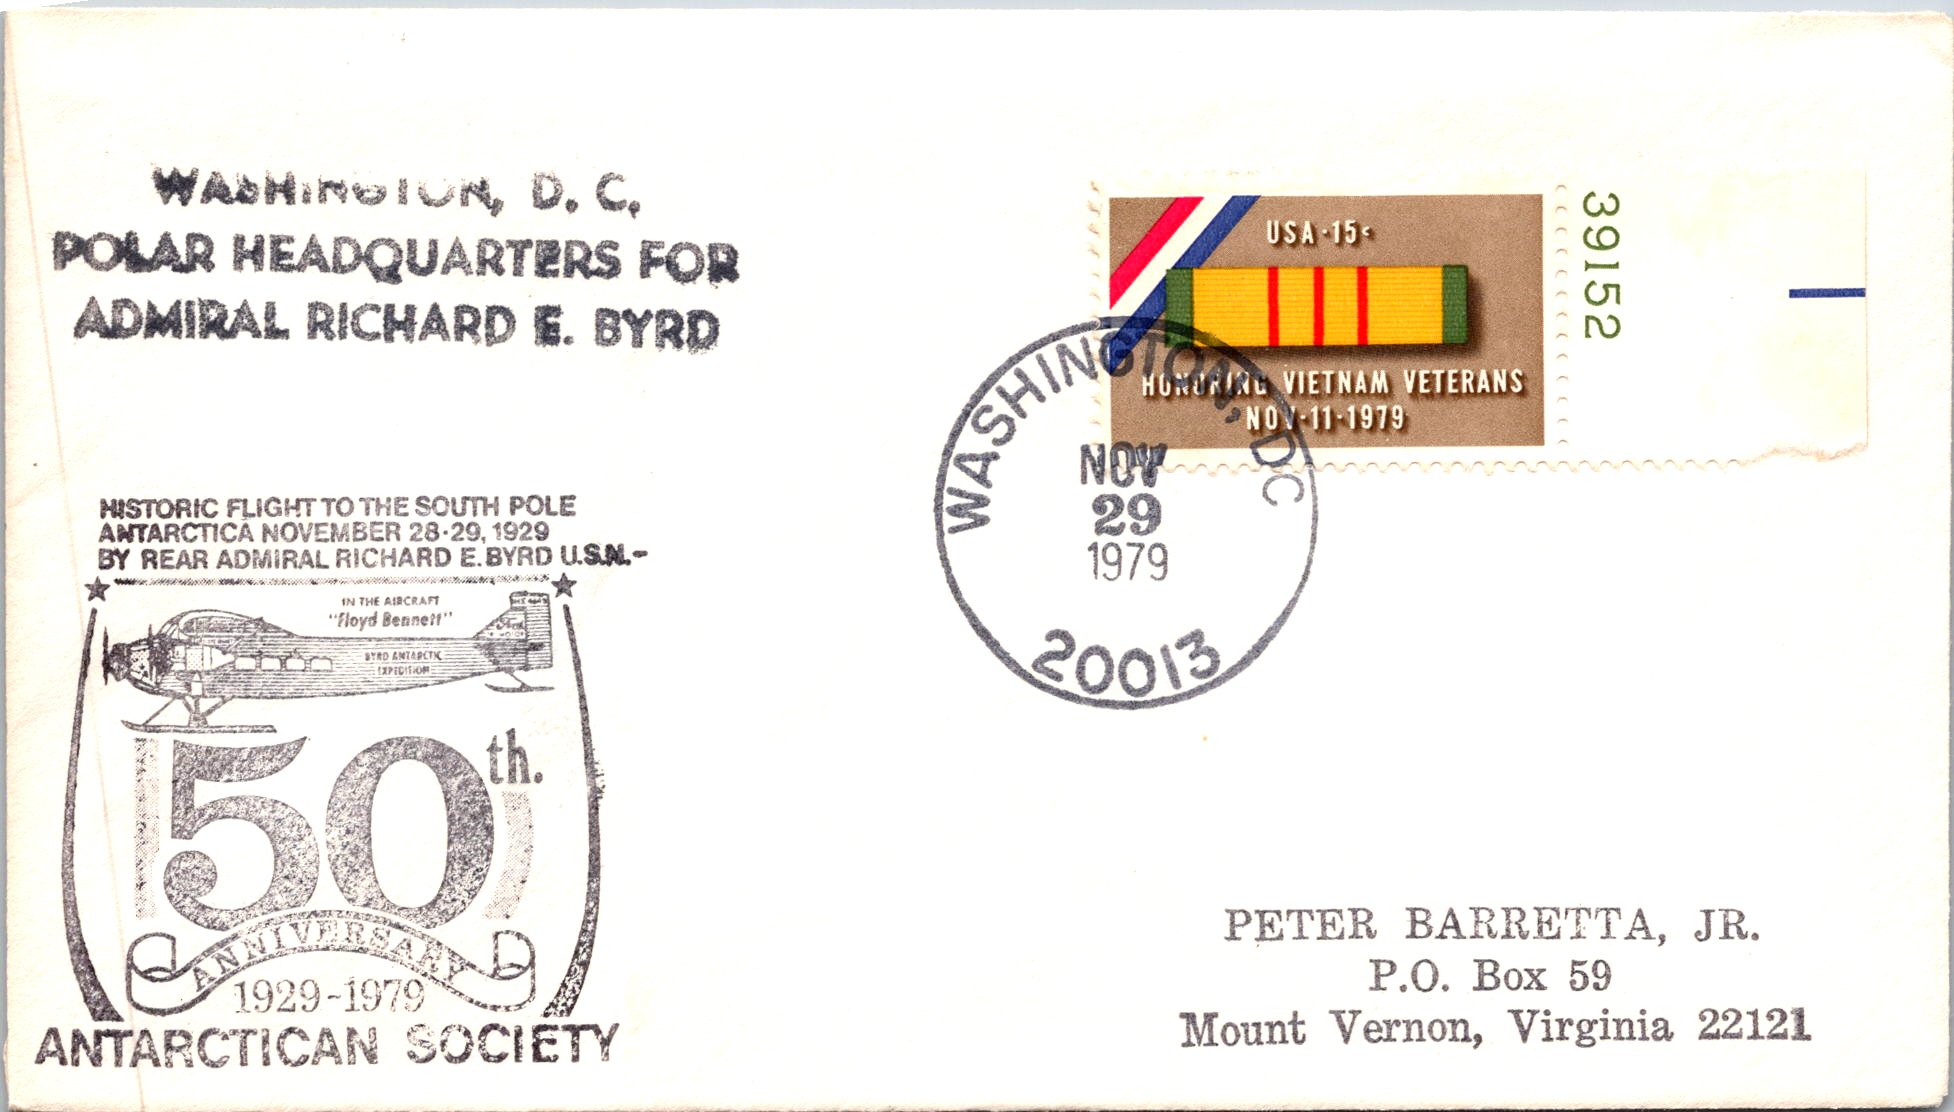 WASHINGTON, D. C.
POLAR HEADQUARTERS FOR
ADMIRAL RICHARD E. BYRD
USA·15c
HONORING VIETNAM VETERANS
NOV·11·1979
39152
WASHINGTON, DC
NOV
29
1979
20013
HISTORIC FLIGHT TO THE SOUTH POLE
ANTARCTICA NOVEMBER 28-29, 1929
BY REAR ADMIRAL RICHARD E. BYRD U.S.N.-
IN THE AIRCRAFT
"Floyd Bennett"
Ford
BYRD ANTARCTIC
EXPEDITION
50th.
ANNIVERSARY
1929-1979
ANTARCTICAN SOCIETY
PETER BARRETTA, JR.
P.O. Box 59
Mount Vernon, Virginia 22121